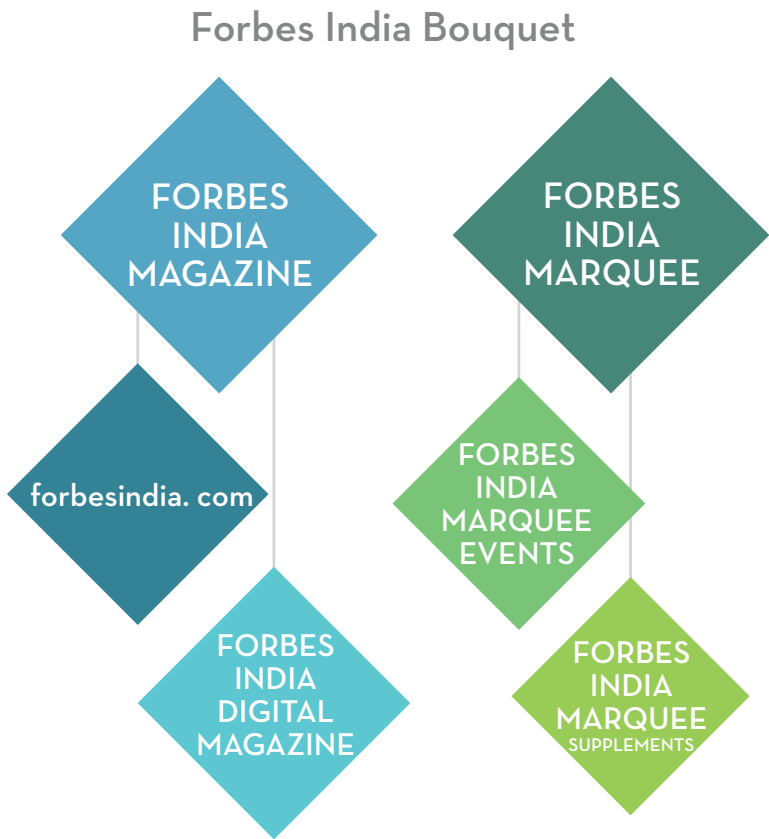 Forbes India Bouquet
FORBES
INDIA
MAGAZINE
FORBES
INDIA
MARQUEE
forbesindia. com
FORBES
INDIA
MARQUEE
EVENTS
FORBES
INDIA
DIGITAL
MAGAZINE
FORBES
INDIA
MARQUEE
SUPPLEMENTS